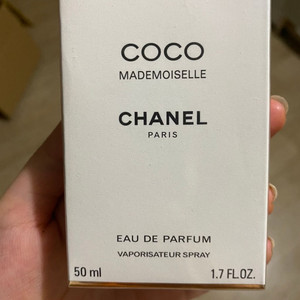 COCO
MADEMOISELLE
CHANEL
PARIS
EAU DE PARFUM
VAPORISATEUR SPRAY
50 ml 1.7 FL.OZ.